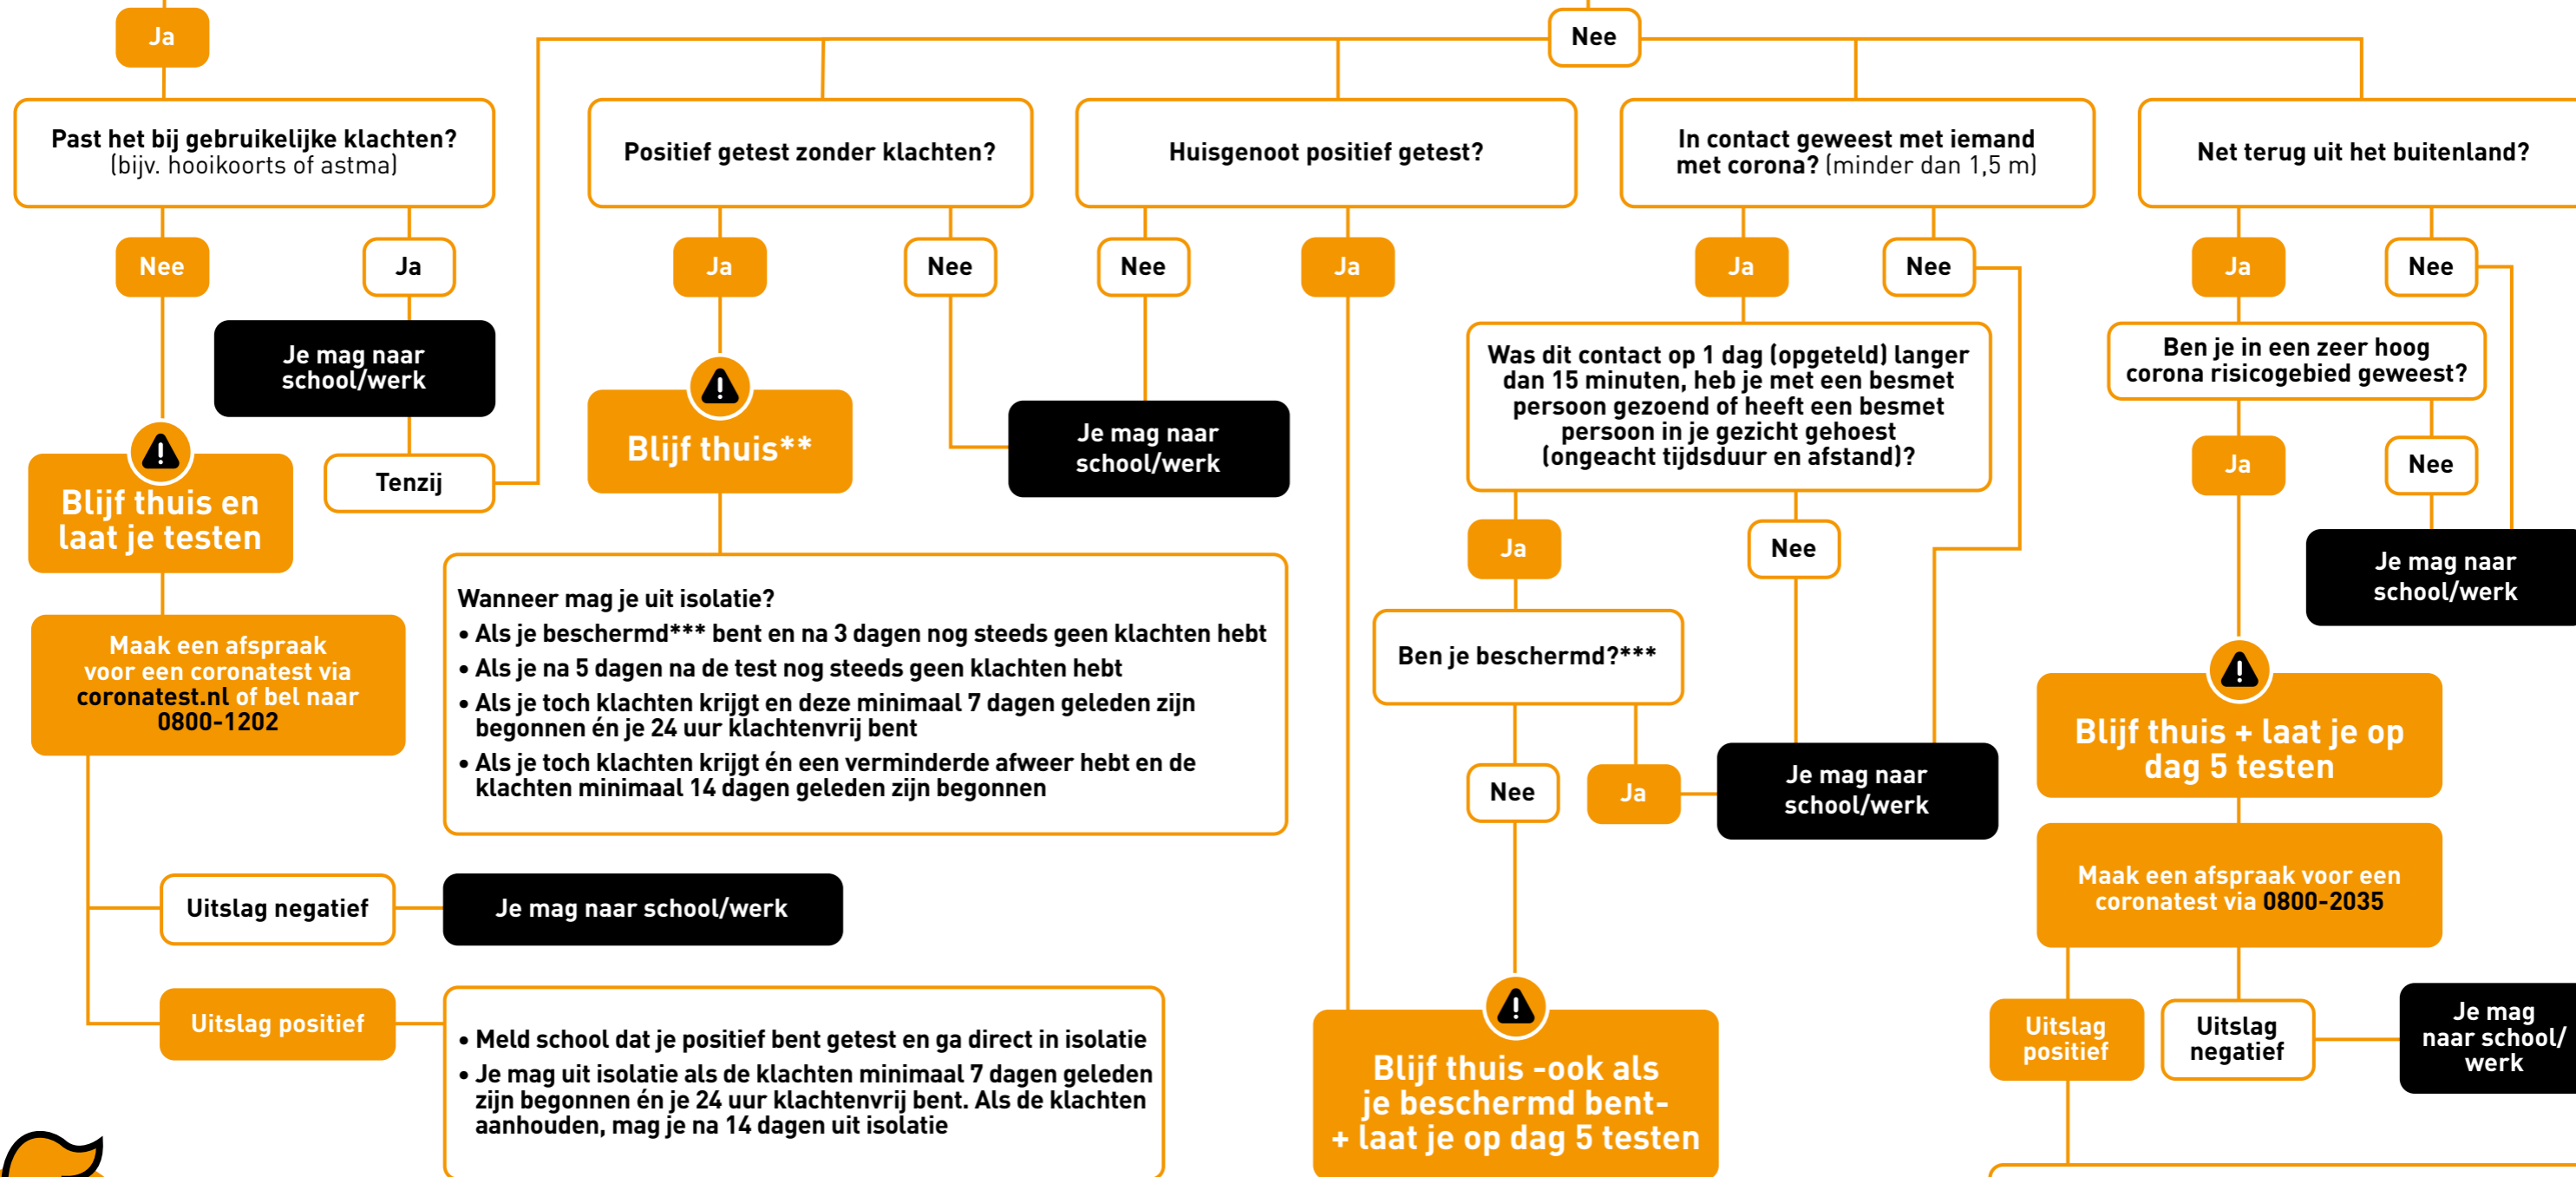 Ja
Nee
Past het bij gebruikelijke klachten?
(bijv. hooikoorts of astma)
Positief getest zonder klachten?
Huisgenoot positief getest?
In contact geweest met iemand
met corona? (minder dan 1,5 m)
Net terug uit het buitenland?
Nee
Ja
Ja
Nee
Nee
Ja
Ja
Nee
Ja
Nee
Je mag naar
school/werk
Tenzij
Blijf thuis en
laat je testen
Maak een afspraak
voor een coronatest via
coronatest.nl of bel naar
0800-1202
Uitslag negatief
Je mag naar school/werk
Uitslag positief
• Meld school dat je positief bent getest en ga direct in isolatie
• Je mag uit isolatie als de klachten minimaal 7 dagen geleden
zijn begonnen én je 24 uur klachtenvrij bent. Als de klachten
aanhouden, mag je na 14 dagen uit isolatie
Blijf thuis**
Je mag naar
school/werk
Wanneer mag je uit isolatie?
• Als je beschermd*** bent en na 3 dagen nog steeds geen klachten hebt
• Als je na 5 dagen na de test nog steeds geen klachten hebt
• Als je toch klachten krijgt en deze minimaal 7 dagen geleden zijn
begonnen én je 24 uur klachtenvrij bent
• Als je toch klachten krijgt én een verminderde afweer hebt en de
klachten minimaal 14 dagen geleden zijn begonnen
Was dit contact op 1 dag (opgeteld) langer
dan 15 minuten, heb je met een besmet
persoon gezoend of heeft een besmet
persoon in je gezicht gehoest
(ongeacht tijdsduur en afstand)?
Ja
Nee
Ben je beschermd?***
Nee
Ja
Je mag naar
school/werk
Blijf thuis -ook als
je beschermd bent-
+ laat je op dag 5 testen
Ben je in een zeer hoog
corona risicogebied geweest?
Ja
Nee
Je mag naar
school/werk
Blijf thuis + laat je op
dag 5 testen
Maak een afspraak voor een
coronatest via 0800-2035
Uitslag
positief
Uitslag
negatief
Je mag
naar school/
werk